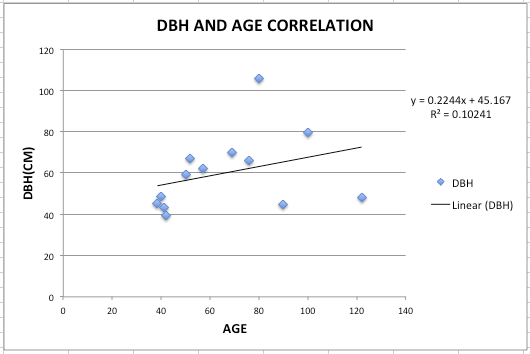 DBH AND AGE CORRELATION
120
100
80
60
40
20
0
DBH(CM)
0 20 40 60 80 100 120 140
AGE
y = 0.2244x + 45.167
R² = 0.10241
DBH
Linear (DBH)